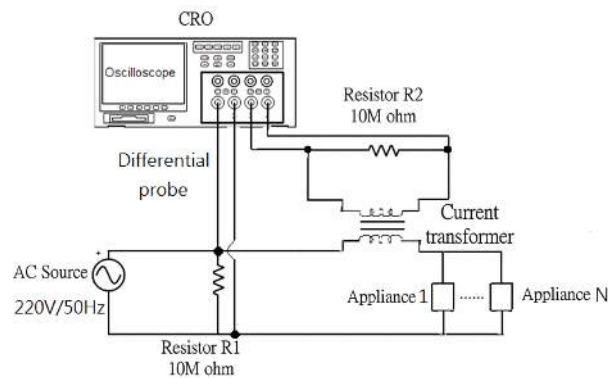 CRO
Oscilloscope
Resistor R2
10M ohm
Differential
probe
Current
transformer
+
AC Source
220V/50Hz
Appliance 1
......
Appliance N
Resistor R1
10M ohm